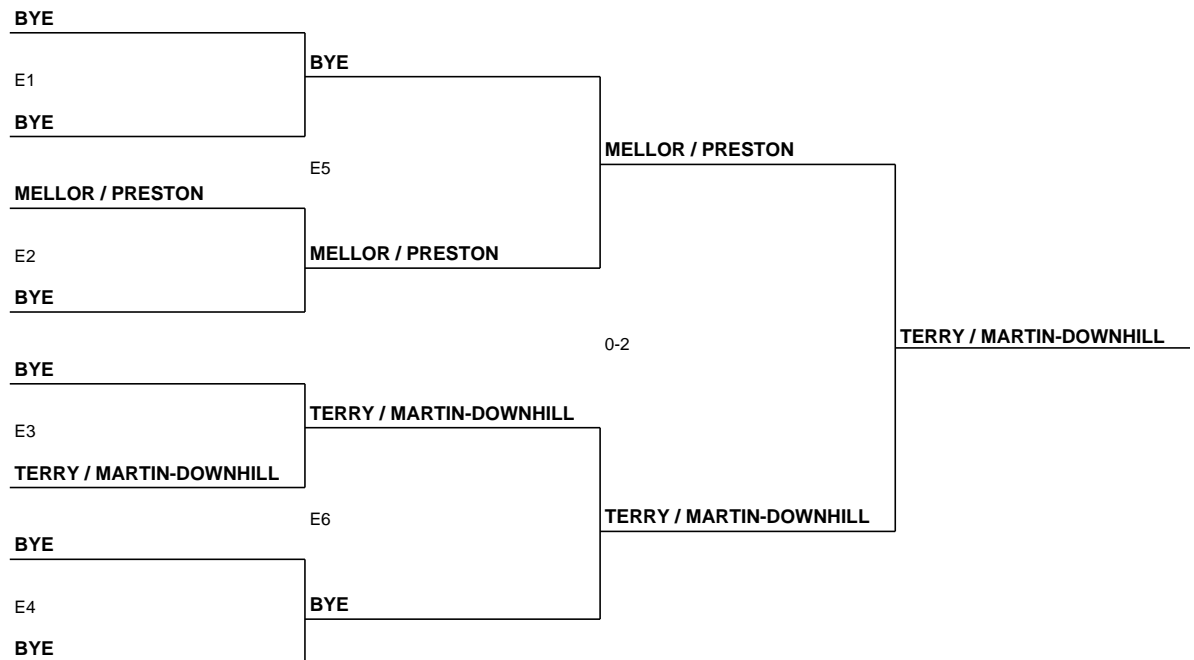 BYE
E1
BYE
MELLOR / PRESTON
E2
BYE
BYE
E3
TERRY / MARTIN-DOWNHILL
BYE
E4
BYE
BYE
E5
MELLOR / PRESTON
TERRY / MARTIN-DOWNHILL
E6
BYE
MELLOR / PRESTON
0-2
TERRY / MARTIN-DOWNHILL
TERRY / MARTIN-DOWNHILL